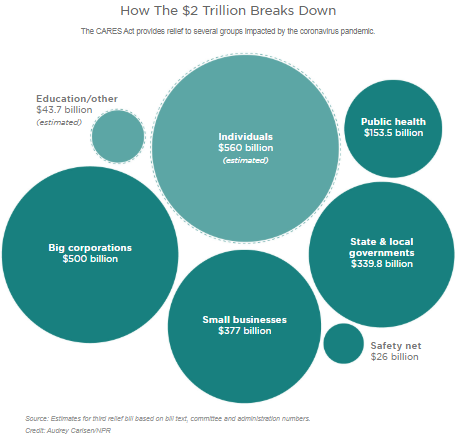 How The $2 Trillion Breaks Down
The CARES Act provides relief to several groups impacted by the coronavirus pandemic.
Education/other
$43.7 billion
(estimated)
Individuals
$560 billion
(estimated)
Public health
$153.5 billion
Big corporations
$500 billion
State & local
governments
$339.8 billion
Small businesses
$377 billion
Safety net
$26 billion
Source: Estimates for third relief bill based on bill text, committee and administration numbers.
Credit: Audrey Carlsen/NPR